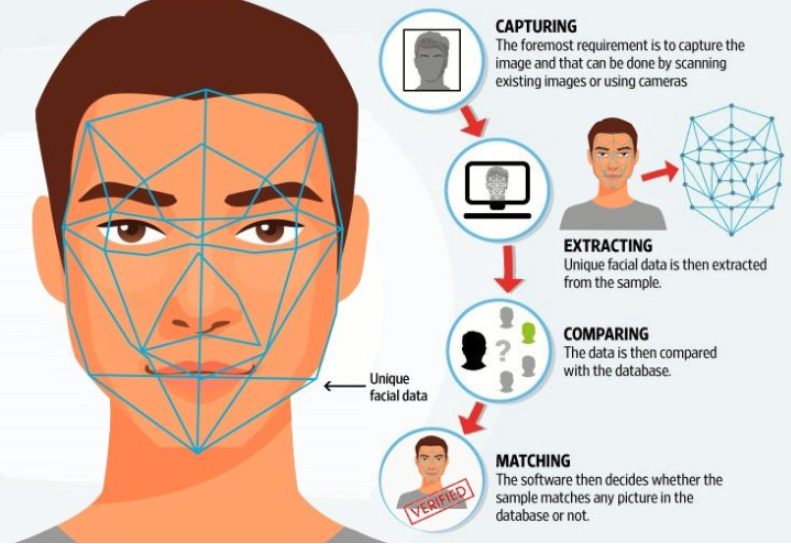 CAPTURING
The foremost requirement is to capture the
image and that can be done by scanning
existing images or using cameras
EXTRACTING
Unique facial data is then extracted
from the sample.
COMPARING
The data is then compared
with the database.
?
Unique
facial data
MATCHING
The software then decides whether the
sample matches any picture in the
database or not.
VERIFIED